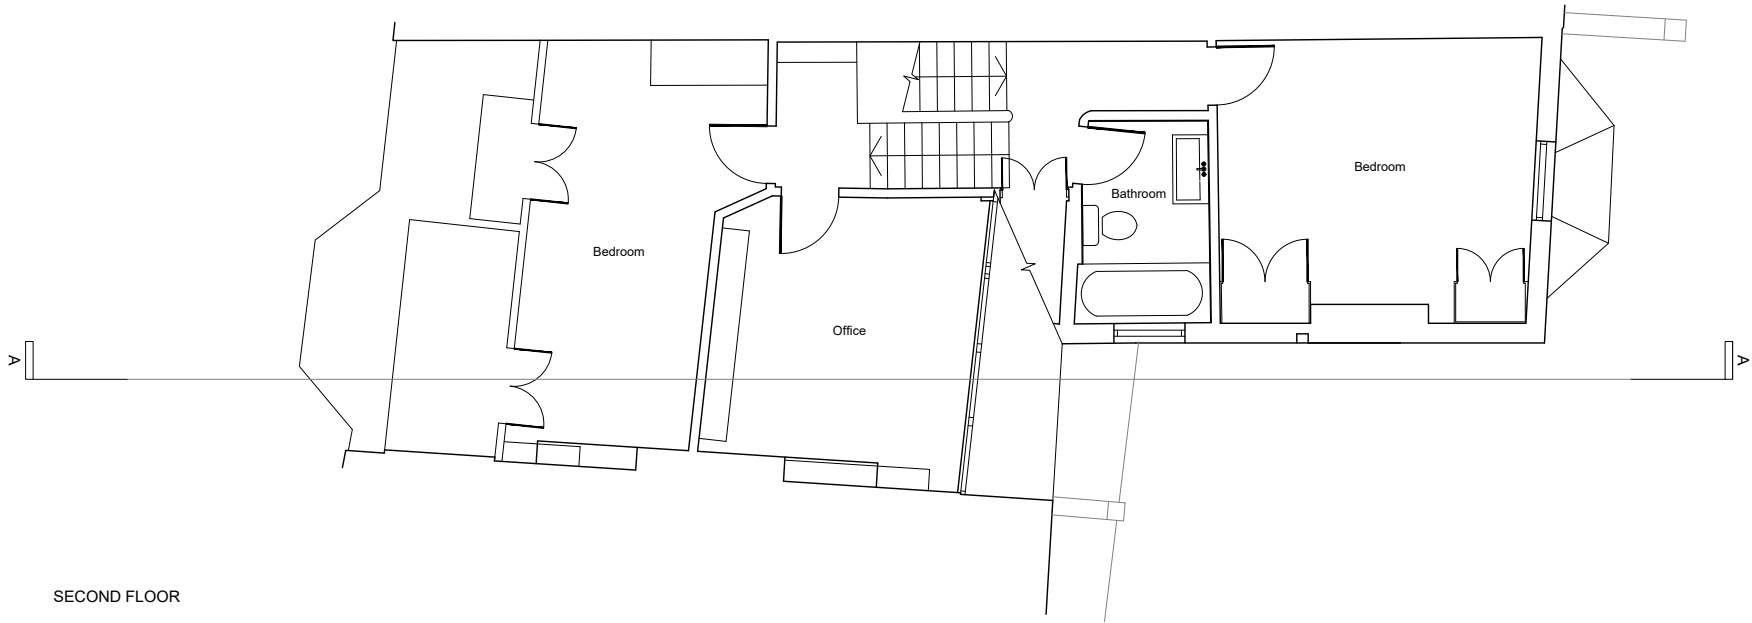 Bedroom
Bathroom
Bedroom
Office
A
A
SECOND FLOOR